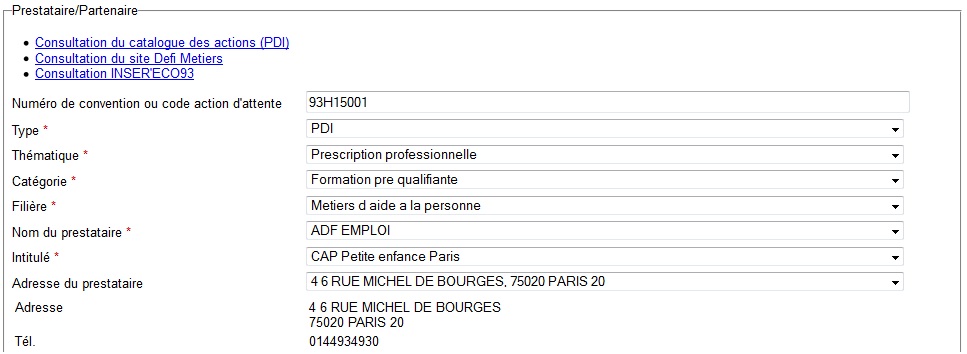 Prestataire/Partenaire
Consultation du catalogue des actions (PDI)
Consultation du site Defi Metiers
Consultation INSER'ECO93
Numéro de convention ou code action d'attente 93H15001
Type * PDI
Thématique * Prescription professionnelle
Catégorie * Formation pre qualifiante
Filière * Metiers d aide a la personne
Nom du prestataire * ADF EMPLOI
Intitulé * CAP Petite enfance Paris
Adresse du prestataire 4 6 RUE MICHEL DE BOURGES, 75020 PARIS 20
Adresse 4 6 RUE MICHEL DE BOURGES
75020 PARIS 20
Tél. 0144934930